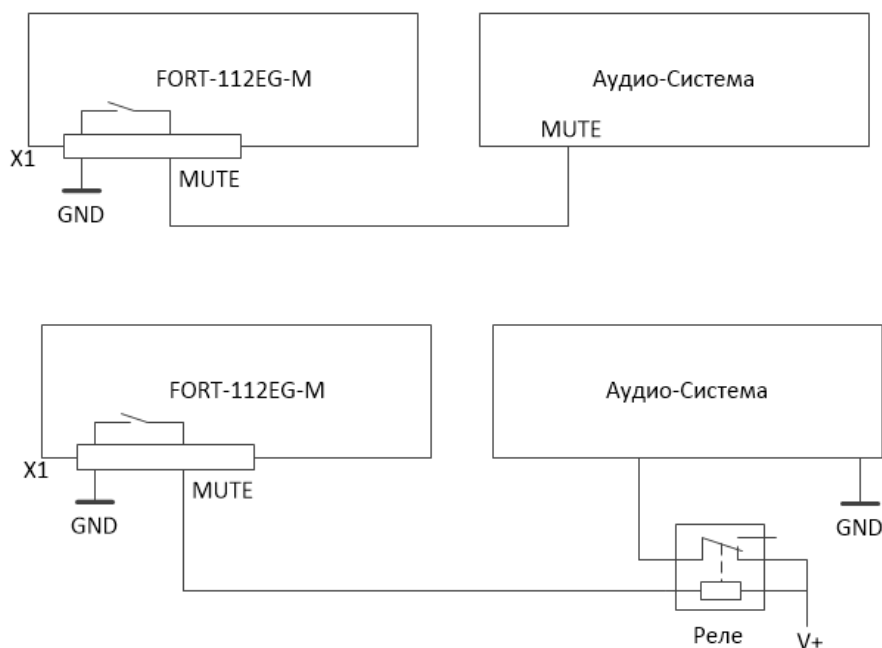 FORT-112EG-M
Аудио-Система
MUTE
X1
MUTE
GND
FORT-112EG-M
Аудио-Система
X1
MUTE
GND
GND
Реле
V+